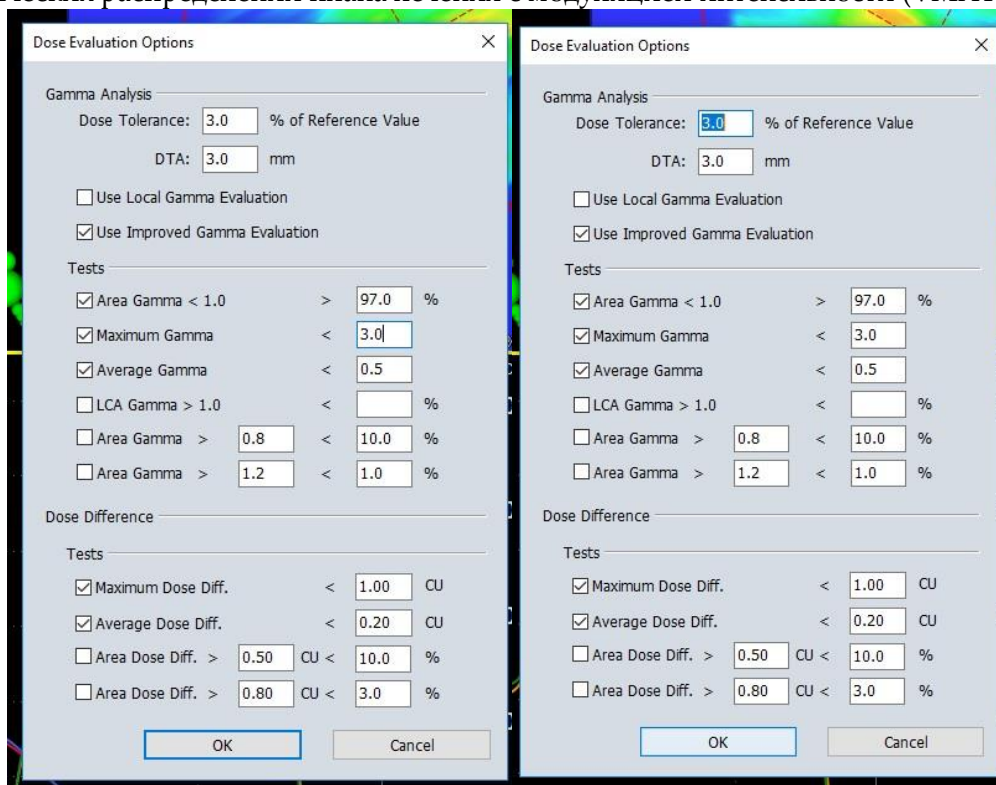 распределения плана лечения с модуляцией интенсивности (VMAT
Dose Evaluation Options
Gamma Analysis
Dose Tolerance: 3.0 % of Reference Value
DTA: 3.0 mm
Use Local Gamma Evaluation
Use Improved Gamma Evaluation
Tests
Area Gamma < 1.0 > 97.0 %
Maximum Gamma < 3.0
Average Gamma < 0.5
LCA Gamma > 1.0 < %
Area Gamma > 0.8 < 10.0 %
Area Gamma > 1.2 < 1.0 %
Dose Difference
Tests
Maximum Dose Diff. < 1.00 CU
Average Dose Diff. < 0.20 CU
Area Dose Diff. > 0.50 CU < 10.0 %
Area Dose Diff. > 0.80 CU < 3.0 %
OK Cancel
Dose Evaluation Options
Gamma Analysis
Dose Tolerance: 3.0 % of Reference Value
DTA: 3.0 mm
Use Local Gamma Evaluation
Use Improved Gamma Evaluation
Tests
Area Gamma < 1.0 > 97.0 %
Maximum Gamma < 3.0
Average Gamma < 0.5
LCA Gamma > 1.0 < %
Area Gamma > 0.8 < 10.0 %
Area Gamma > 1.2 < 1.0 %
Dose Difference
Tests
Maximum Dose Diff. < 1.00 CU
Average Dose Diff. < 0.20 CU
Area Dose Diff. > 0.50 CU < 10.0 %
Area Dose Diff. > 0.80 CU < 3.0 %
OK Cancel